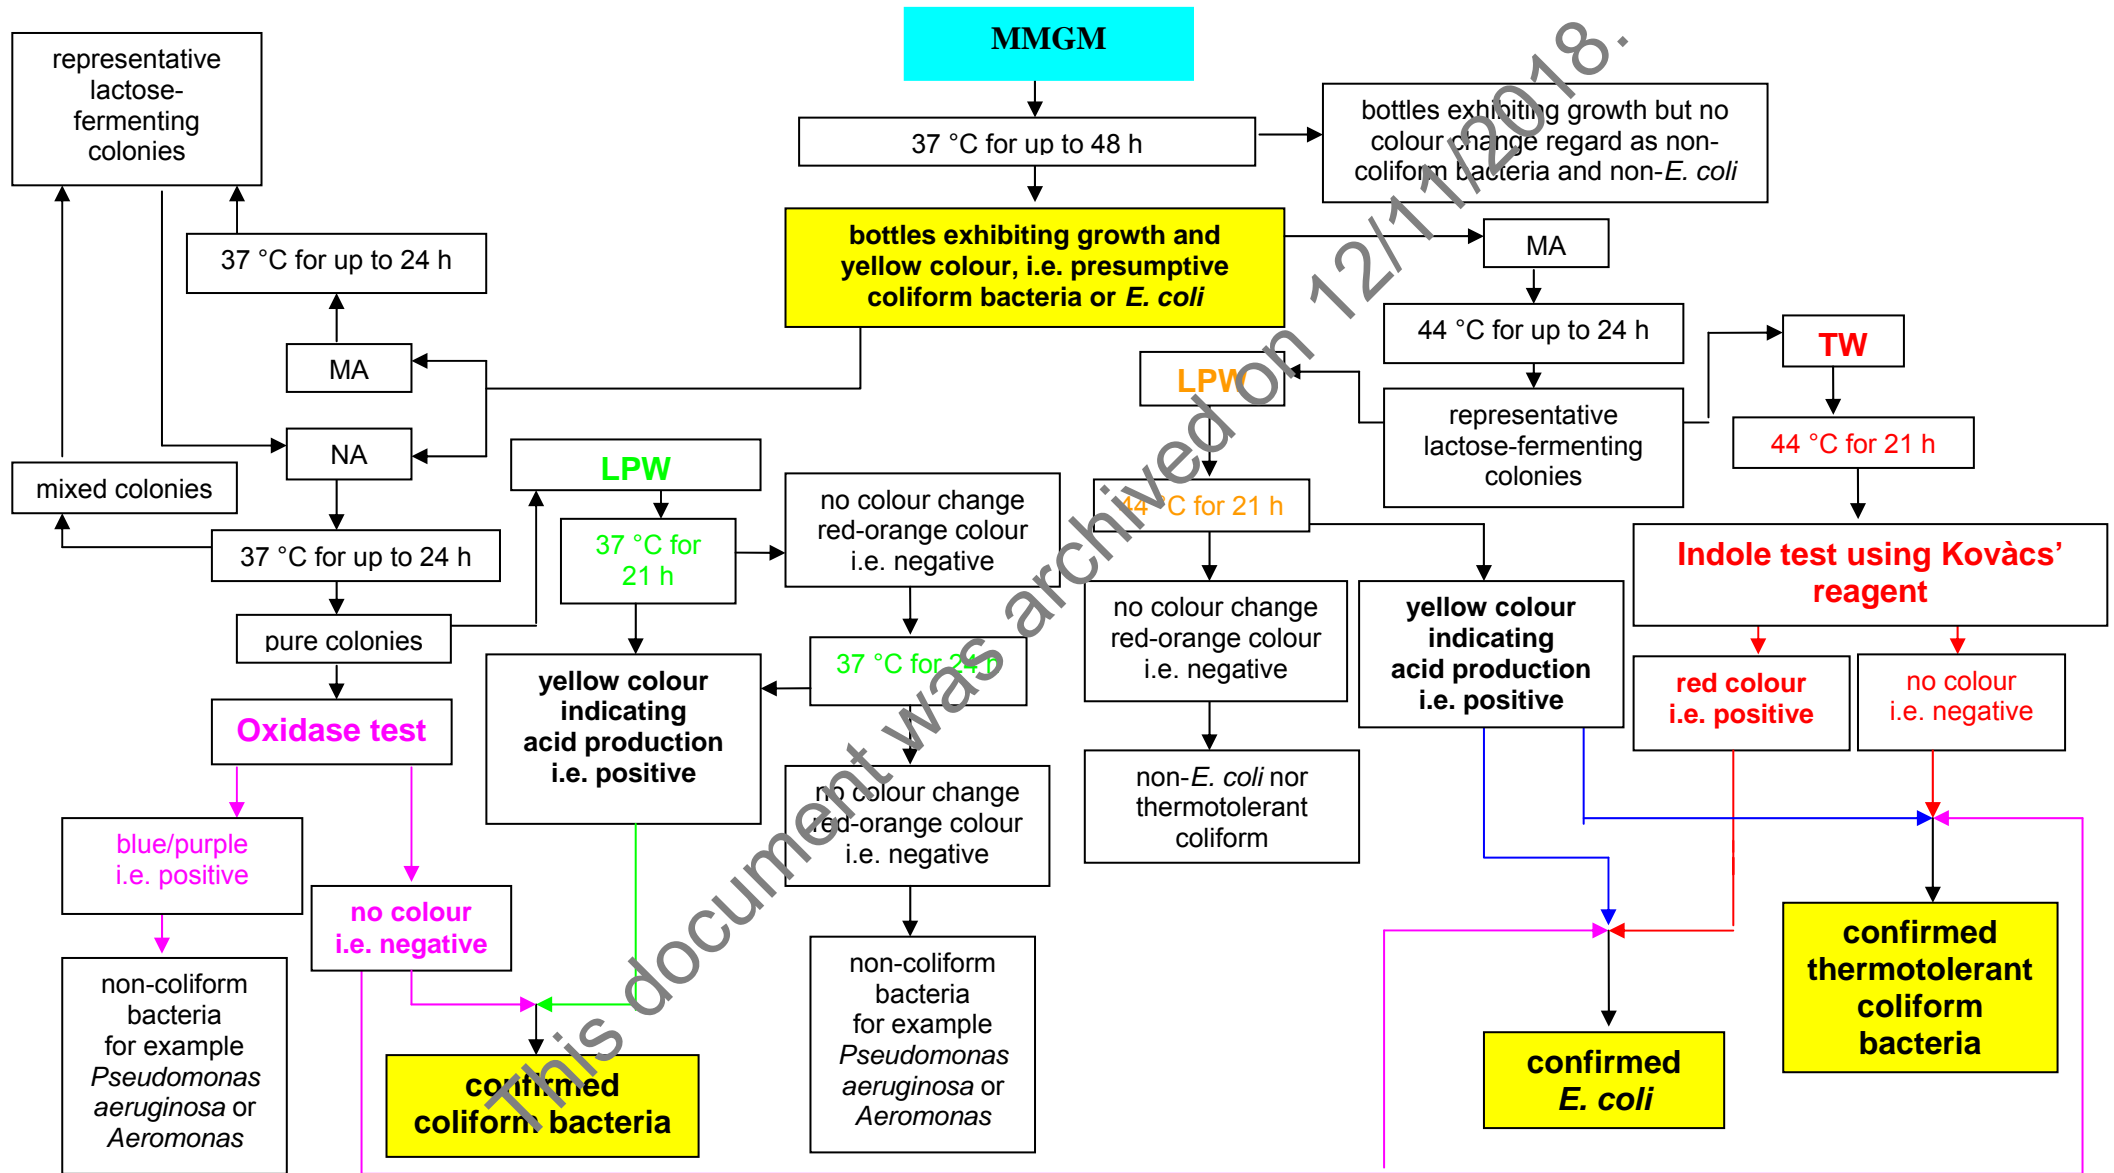 MMGM
representative
lactose-
fermenting
colonies
37 °C for up to 48 h
bottles exhibiting growth but no
colour change regard as non-
coliform bacteria and non-E. coli
37 °C for up to 24 h
bottles exhibiting growth and
yellow colour, i.e. presumptive
coliform bacteria or E. coli
MA
44 °C for up to 24 h
TW
MA
LPW
representative
lactose-fermenting
colonies
44 °C for 21 h
NA
LPW
mixed colonies
no colour change
red-orange colour
i.e. negative
44 °C for 21 h
37 °C for up to 24 h
37 °C for
21 h
Indole test using Kovàcs’
reagent
no colour change
red-orange colour
i.e. negative
yellow colour
indicating
acid production
i.e. positive
pure colonies
37 °C for 24 h
yellow colour
indicating
acid production
i.e. positive
red colour
i.e. positive
no colour
i.e. negative
Oxidase test
non-E. coli nor
thermotolerant
coliform
no colour change
red-orange colour
i.e. negative
blue/purple
i.e. positive
no colour
i.e. negative
confirmed
thermotolerant
coliform
bacteria
non-coliform
bacteria
for example
Pseudomonas
aeruginosa or
Aeromonas
non-coliform
bacteria
for example
Pseudomonas
aeruginosa or
Aeromonas
confirmed
coliform bacteria
confirmed
E. coli
This document was archived on 12/11/2018.